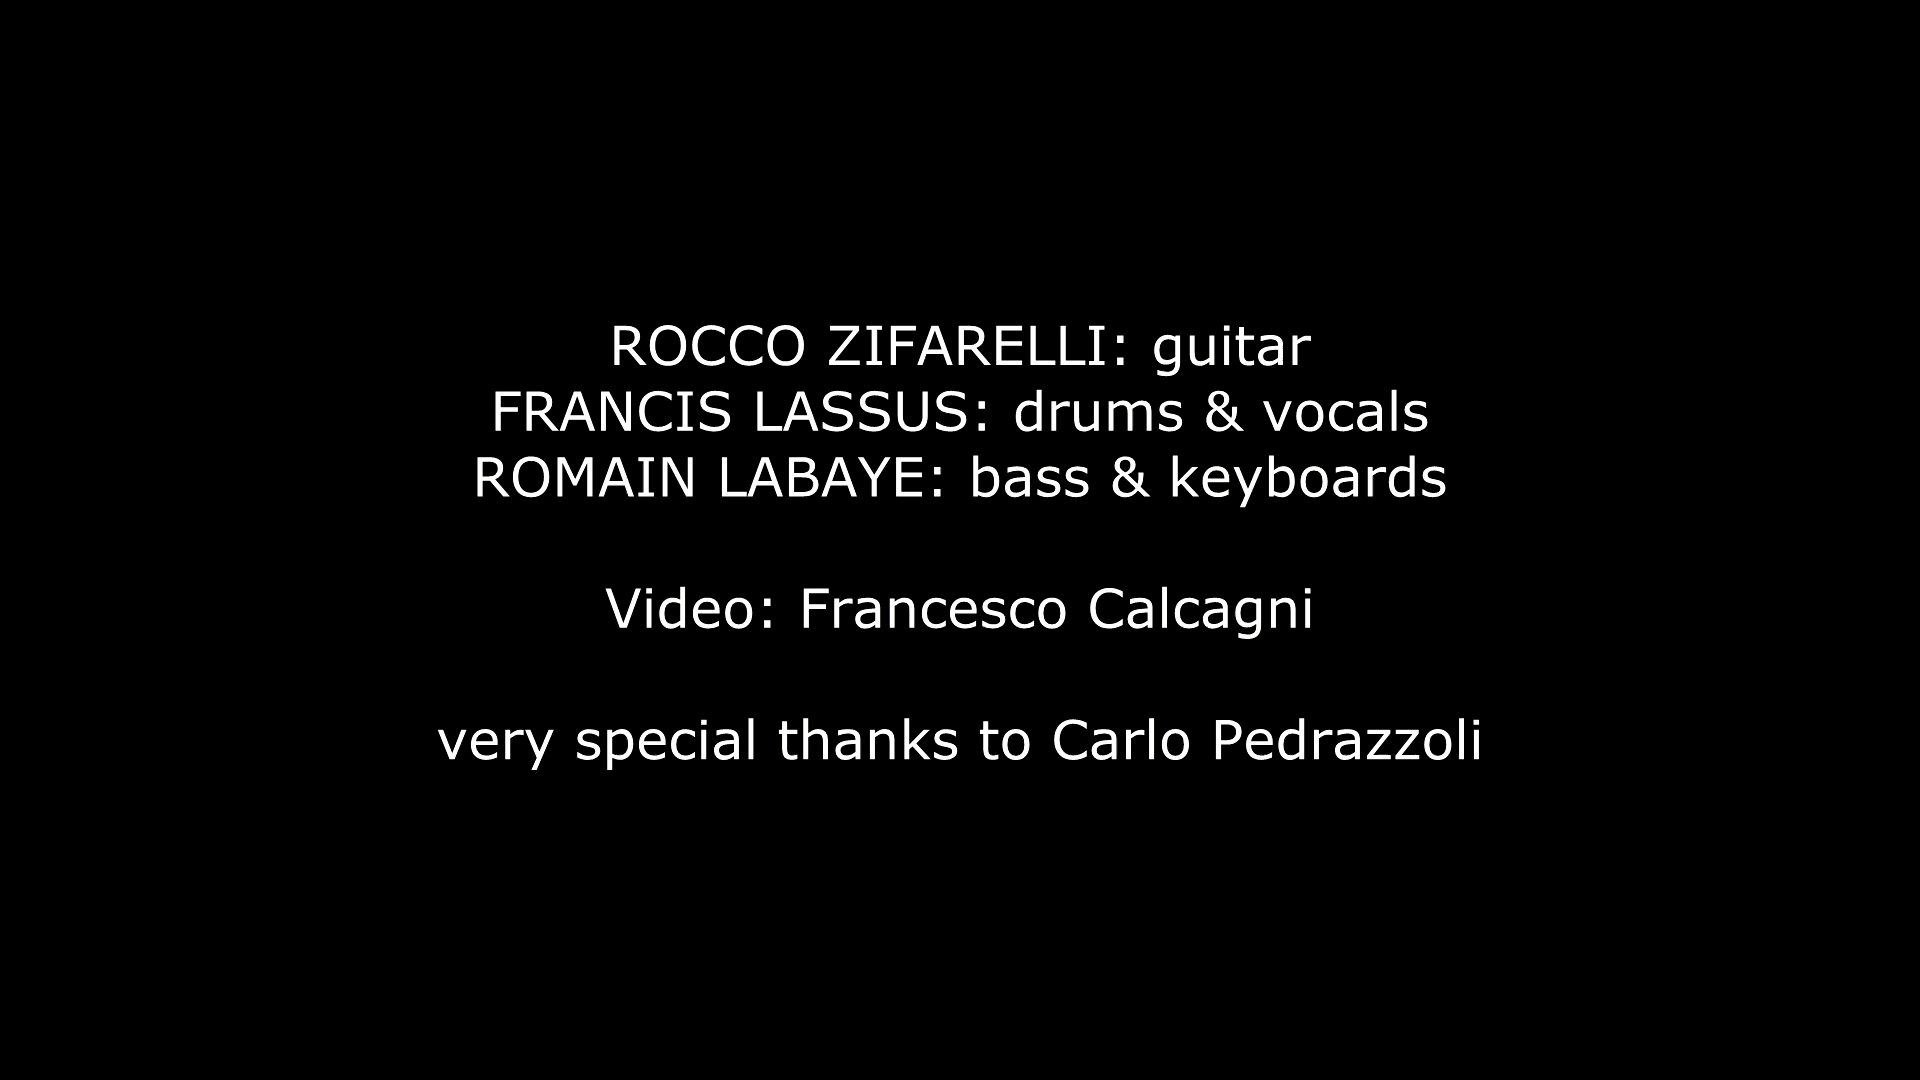 ROCCO ZIFARELLI: guitar
FRANCIS LASSUS: drums & vocals
ROMAIN LABAYE: bass & keyboards
Video: Francesco Calcagni
very special thanks to Carlo Pedrazzoli